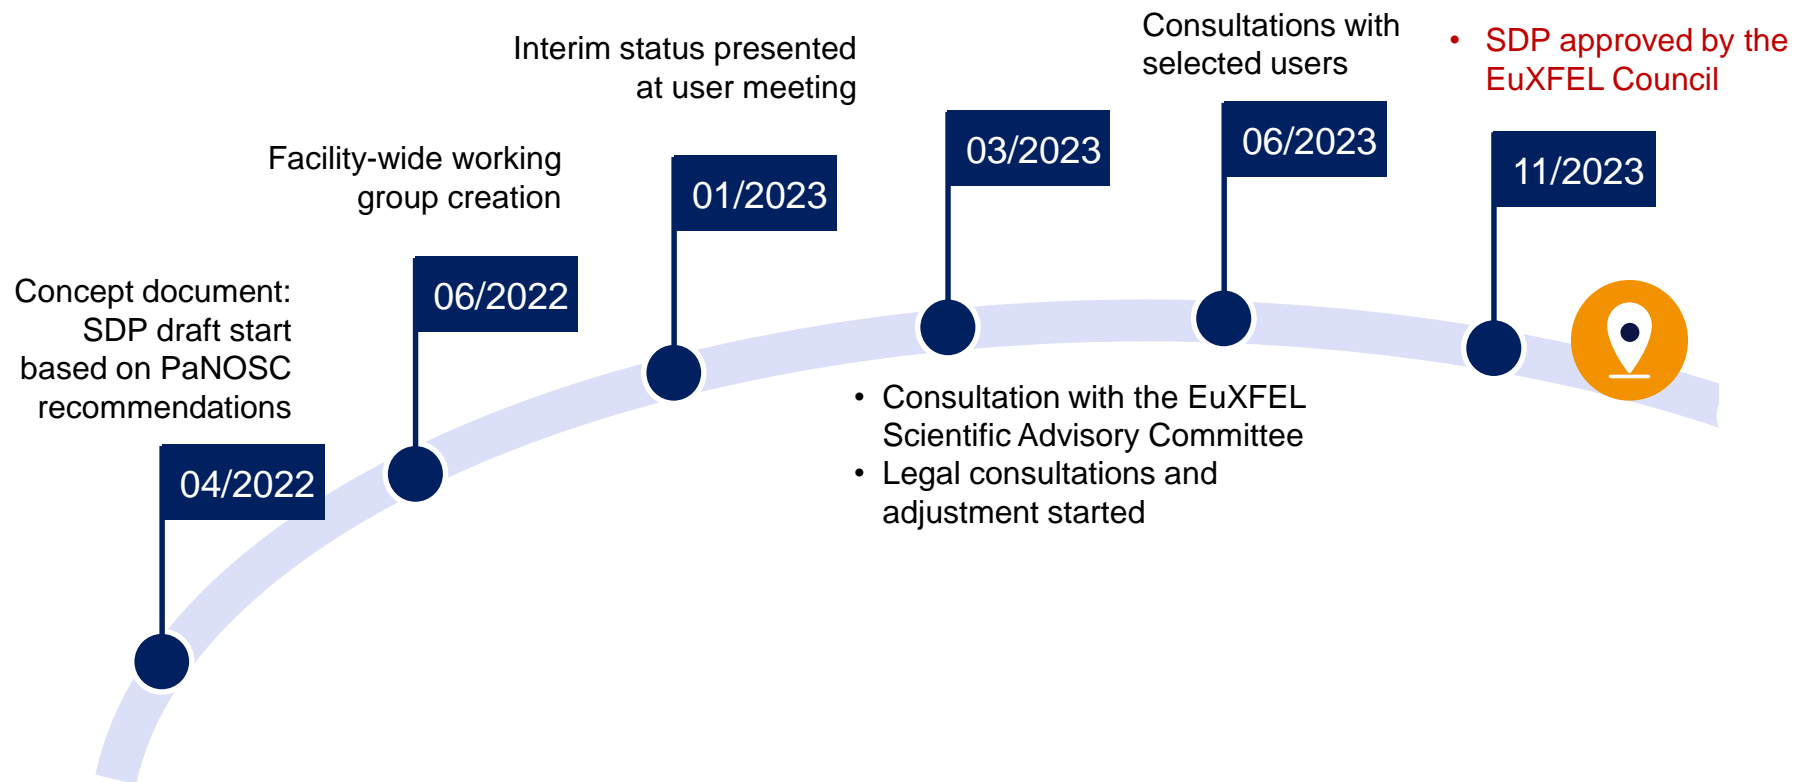 Concept document:
SDP draft start
based on PaNOSC
recommendations
04/2022
Facility-wide working
group creation
06/2022
Interim status presented
at user meeting
01/2023
03/2023
• Consultation with the EuXFEL
Scientific Advisory Committee
• Legal consultations and
adjustment started
Consultations with
selected users
06/2023
• SDP approved by the
EuXFEL Council
11/2023